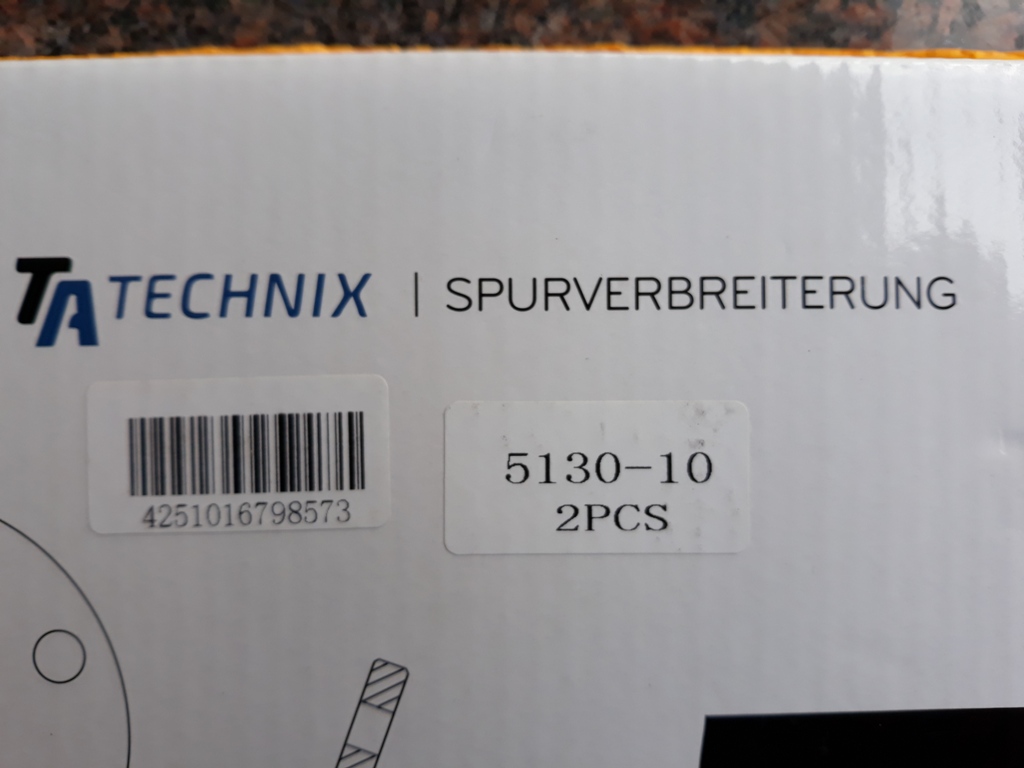 TA TECHNIX | SPURVERBREITERUNG
4251016798573
5130-10
2PCS